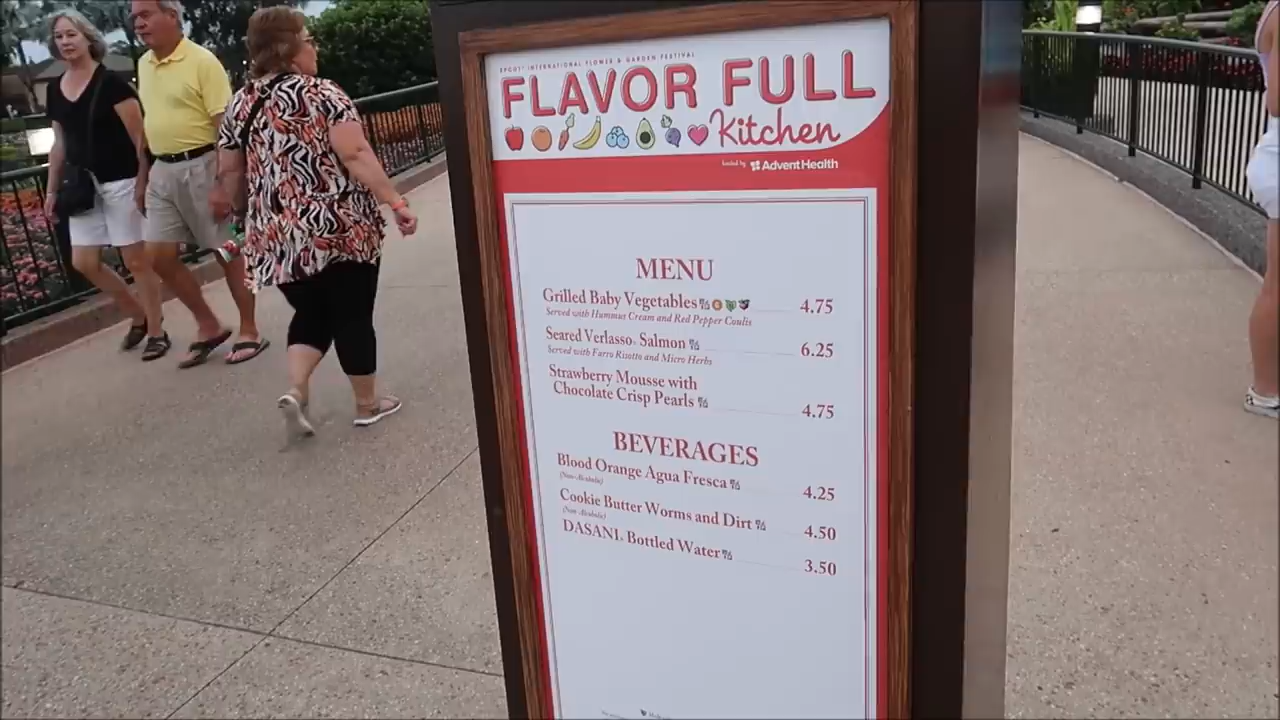 EPCOT INTERNATIONAL FLOWER & GARDEN FESTIVAL
FLAVOR FULL
Kitchen
hosted by AdventHealth
MENU
Grilled Baby Vegetables 4.75
Served with Hummus Cream and Red Pepper Coulis
Seared Verlasso® Salmon 6.25
Served with Farro Risotto and Micro Herbs
Strawberry Mousse with
Chocolate Crisp Pearls 4.75
BEVERAGES
Blood Orange Agua Fresca 4.25
(Non-Alcoholic)
Cookie Butter Worms and Dirt 4.50
(Non-Alcoholic)
DASANI® Bottled Water 3.50